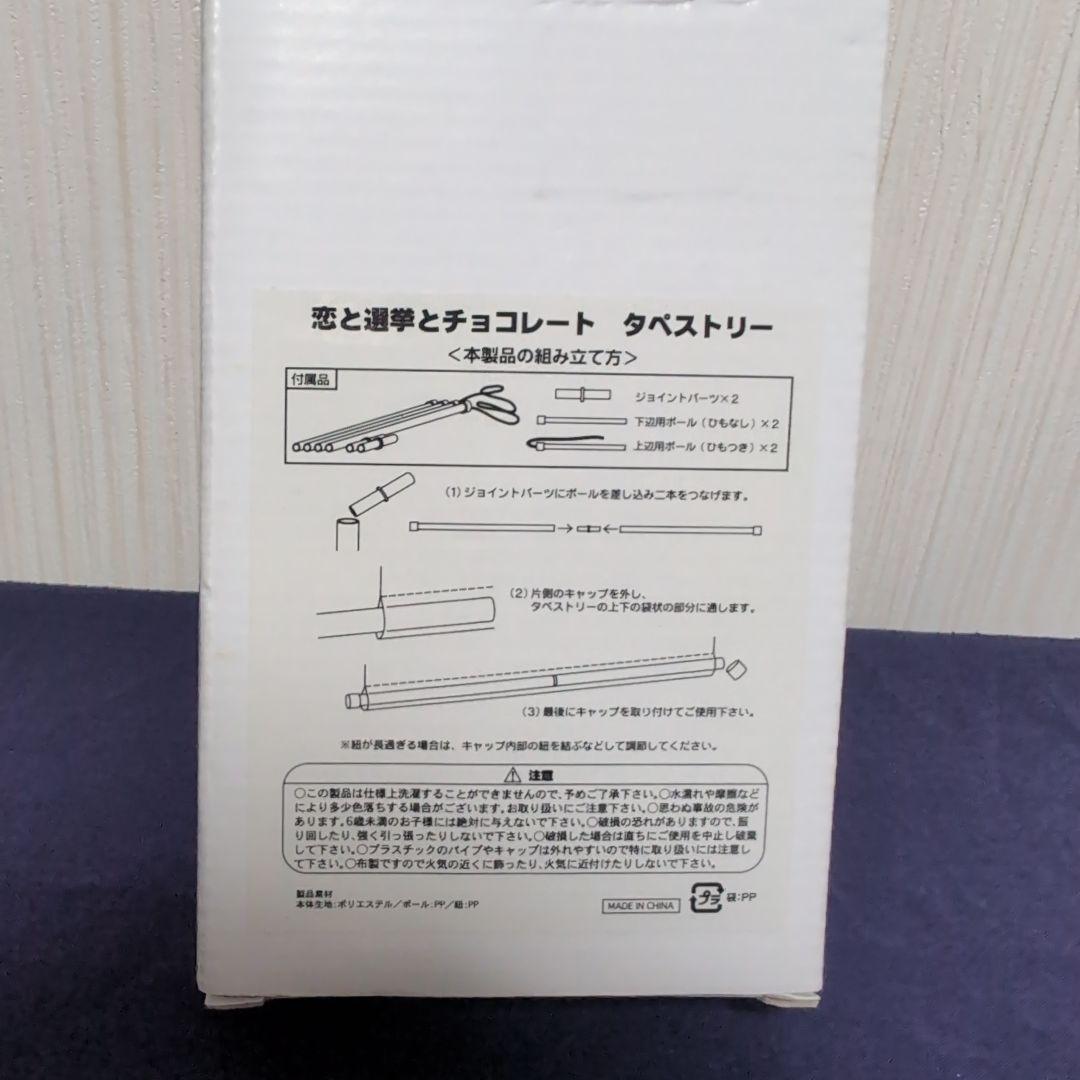 恋と選挙とチョコレート　タペストリー
＜本製品の組み立て方＞
付属品
ジョイントパーツ×2
下辺用ポール（ひもなし）×2
上辺用ポール（ひもつき）×2
(1)ジョイントパーツにポールを差し込み二本をつなげます。
(2)片側のキャップを外し、
タペストリーの上下の袋状の部分に通します。
(3)最後にキャップを取り付けてご使用下さい。
※紐が長過ぎる場合は、キャップ内部の紐を結ぶなどして調節してください。
注意
○この製品は仕様上洗濯することができませんので、予めご了承下さい。○水濡れや摩擦など
により多少色落ちする場合がございます。お取り扱いにご注意下さい。○思わぬ事故の危険が
あります。6歳未満のお子様には絶対に与えないで下さい。○破損の恐れがありますので、振
り回したり、強く引っ張ったりしないで下さい。○破損した場合は直ちにご使用を中止し破棄
して下さい。○プラスチックのパイプやキャップは外れやすいので特に取り扱いには注意し
て下さい。○布製ですので火気の近くに飾ったり、火気に近付けたりしないで下さい。
製品素材
本体生地:ポリエステル／ポール:PP／紐:PP
MADE IN CHINA
プラ
袋:PP